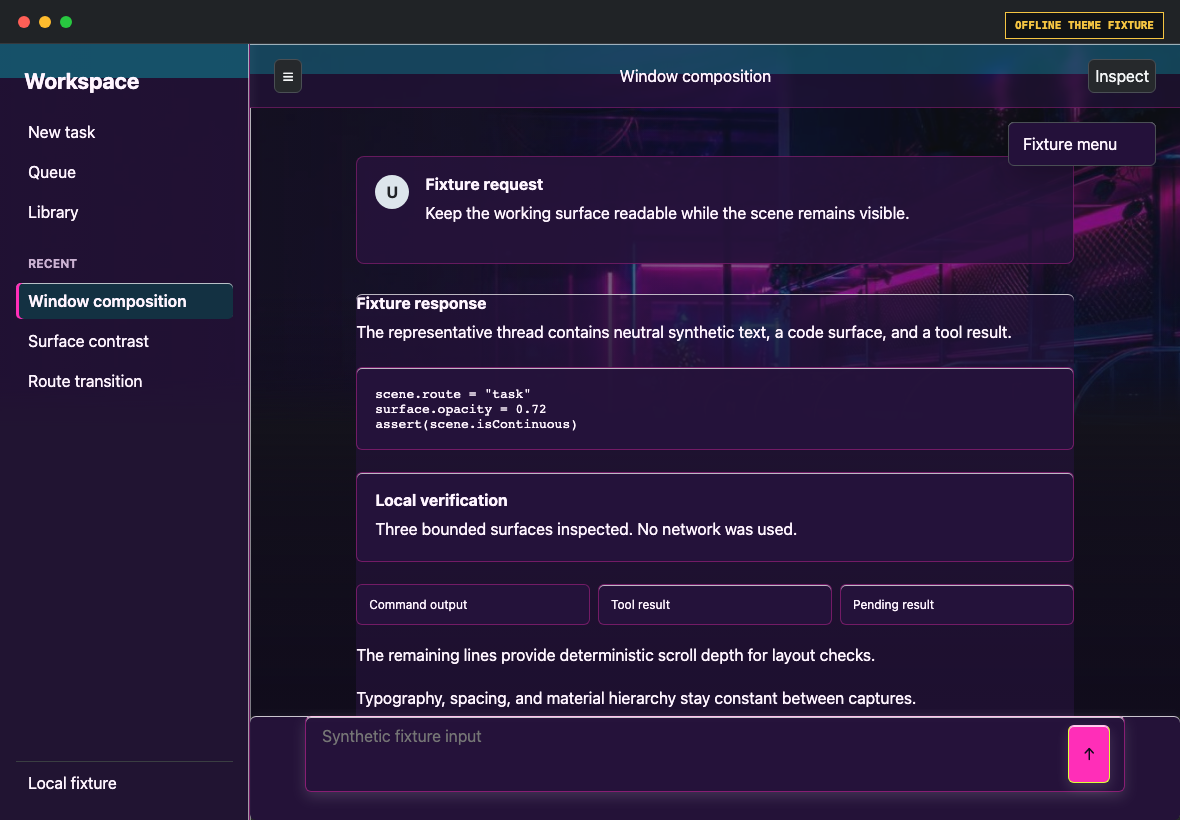 OFFLINE THEME FIXTURE
Workspace
New task
Queue
Library
RECENT
Window composition
Surface contrast
Route transition
Local fixture
Window composition
Inspect
Fixture menu
U
Fixture request
Keep the working surface readable while the scene remains visible.
Fixture response
The representative thread contains neutral synthetic text, a code surface, and a tool result.
scene.route = "task"
surface.opacity = 0.72
assert(scene.isContinuous)
Local verification
Three bounded surfaces inspected. No network was used.
Command output
Tool result
Pending result
The remaining lines provide deterministic scroll depth for layout checks.
Typography, spacing, and material hierarchy stay constant between captures.
Synthetic fixture input